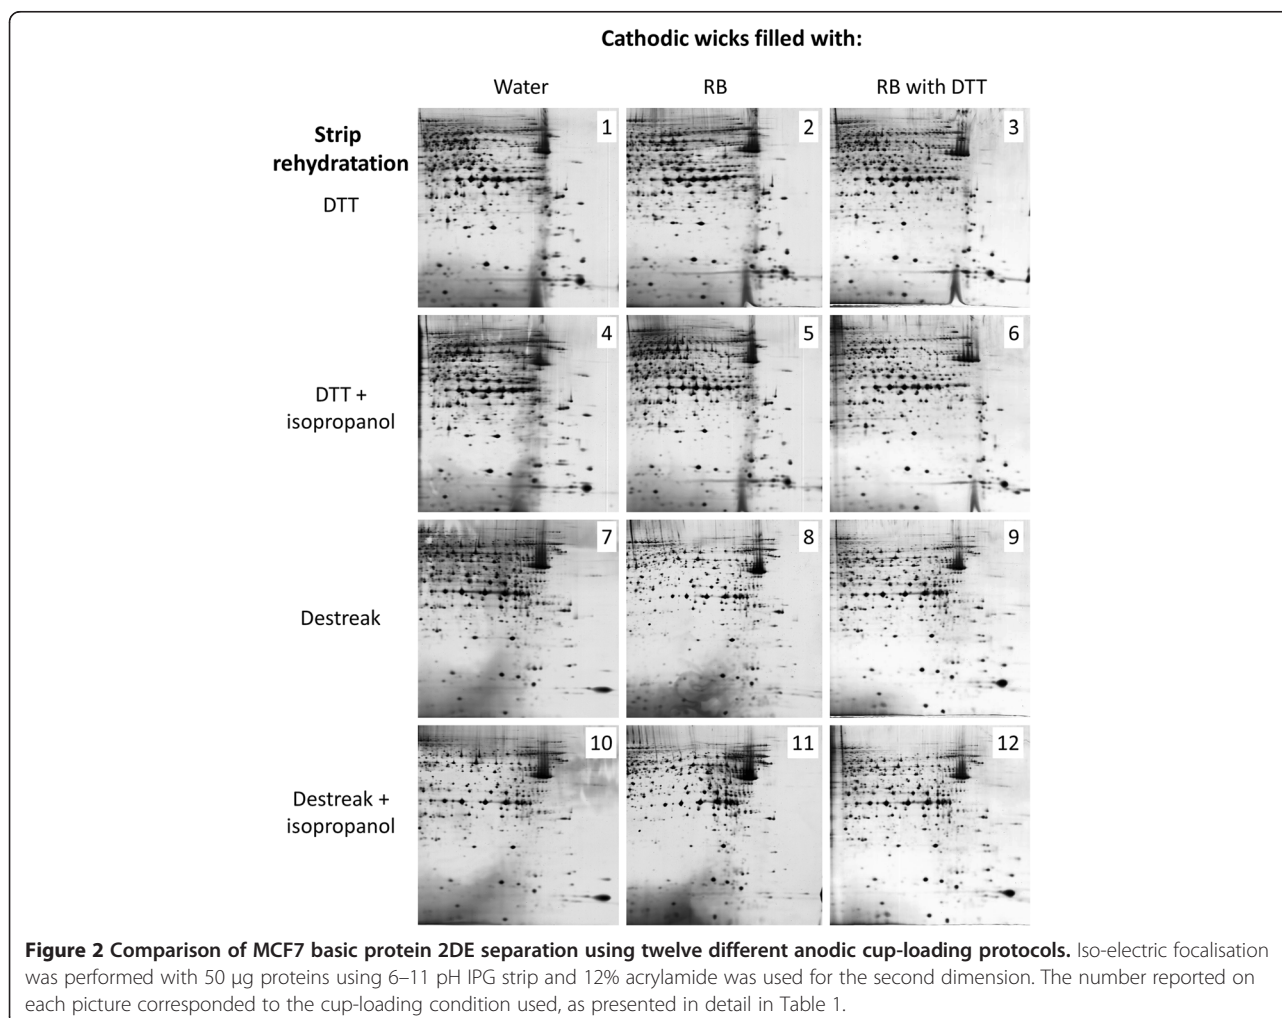 Cathodic wicks filled with:
Water RB RB with DTT
Strip
rehydratation
DTT
1 2 3
DTT +
isopropanol
4 5 6
Destreak
7 8 9
Destreak +
isopropanol
10 11 12
Figure 2 Comparison of MCF7 basic protein 2DE separation using twelve different anodic cup-loading protocols. Iso-electric focalisation
was performed with 50 μg proteins using 6–11 pH IPG strip and 12% acrylamide was used for the second dimension. The number reported on
each picture corresponded to the cup-loading condition used, as presented in detail in Table 1.